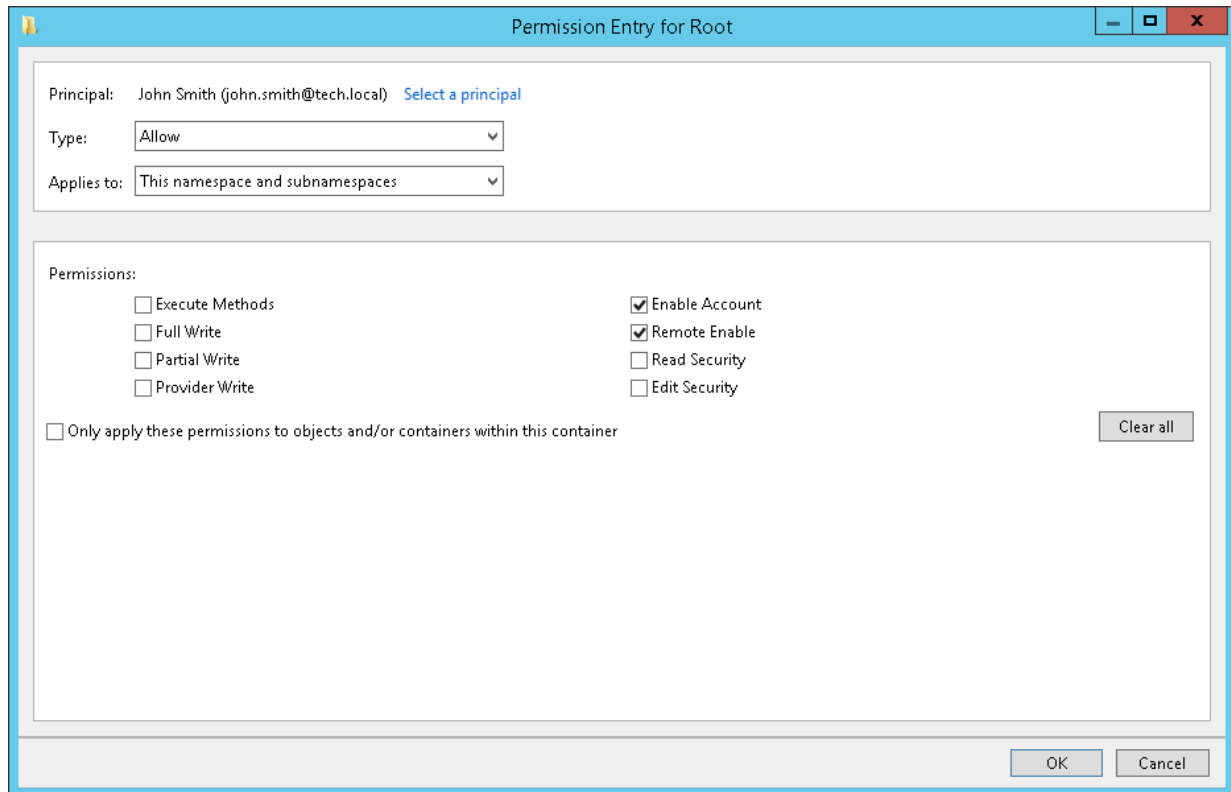 Permission Entry for Root
Principal: John Smith (john.smith@tech.local) Select a principal
Type: Allow
Applies to: This namespace and subnamespaces
Permissions:
Execute Methods Enable Account
Full Write Remote Enable
Partial Write Read Security
Provider Write Edit Security
Only apply these permissions to objects and/or containers within this container Clear all
OK Cancel